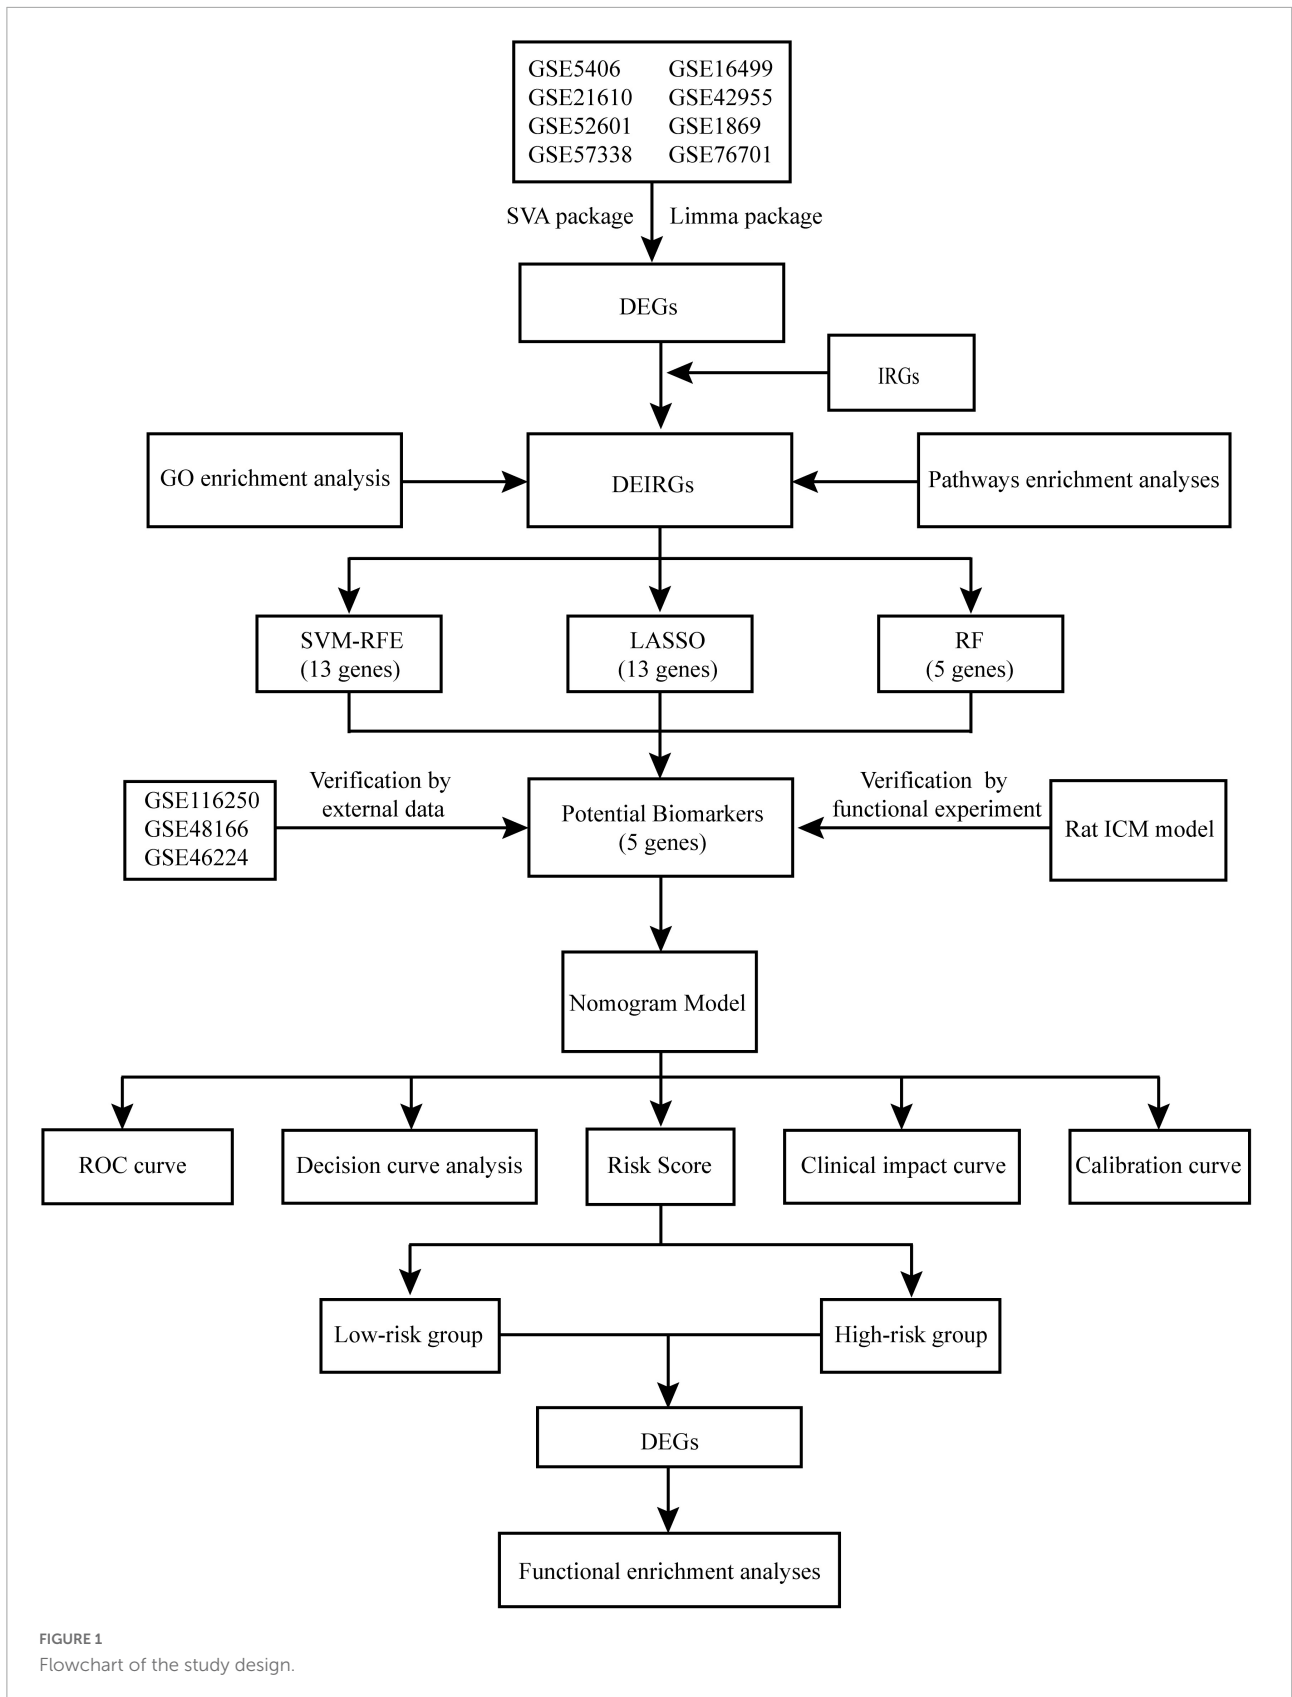 GSE5406 GSE16499
GSE21610 GSE42955
GSE52601 GSE1869
GSE57338 GSE76701
SVA package Limma package
DEGs
IRGs
GO enrichment analysis
DEIRGs
Pathways enrichment analyses
SVM-RFE
(13 genes)
LASSO
(13 genes)
RF
(5 genes)
GSE116250
GSE48166
GSE46224
Verification by
external data
Potential Biomarkers
(5 genes)
Verification by
functional experiment
Rat ICM model
Nomogram Model
ROC curve
Decision curve analysis
Risk Score
Clinical impact curve
Calibration curve
Low-risk group
High-risk group
DEGs
Functional enrichment analyses
FIGURE 1
Flowchart of the study design.